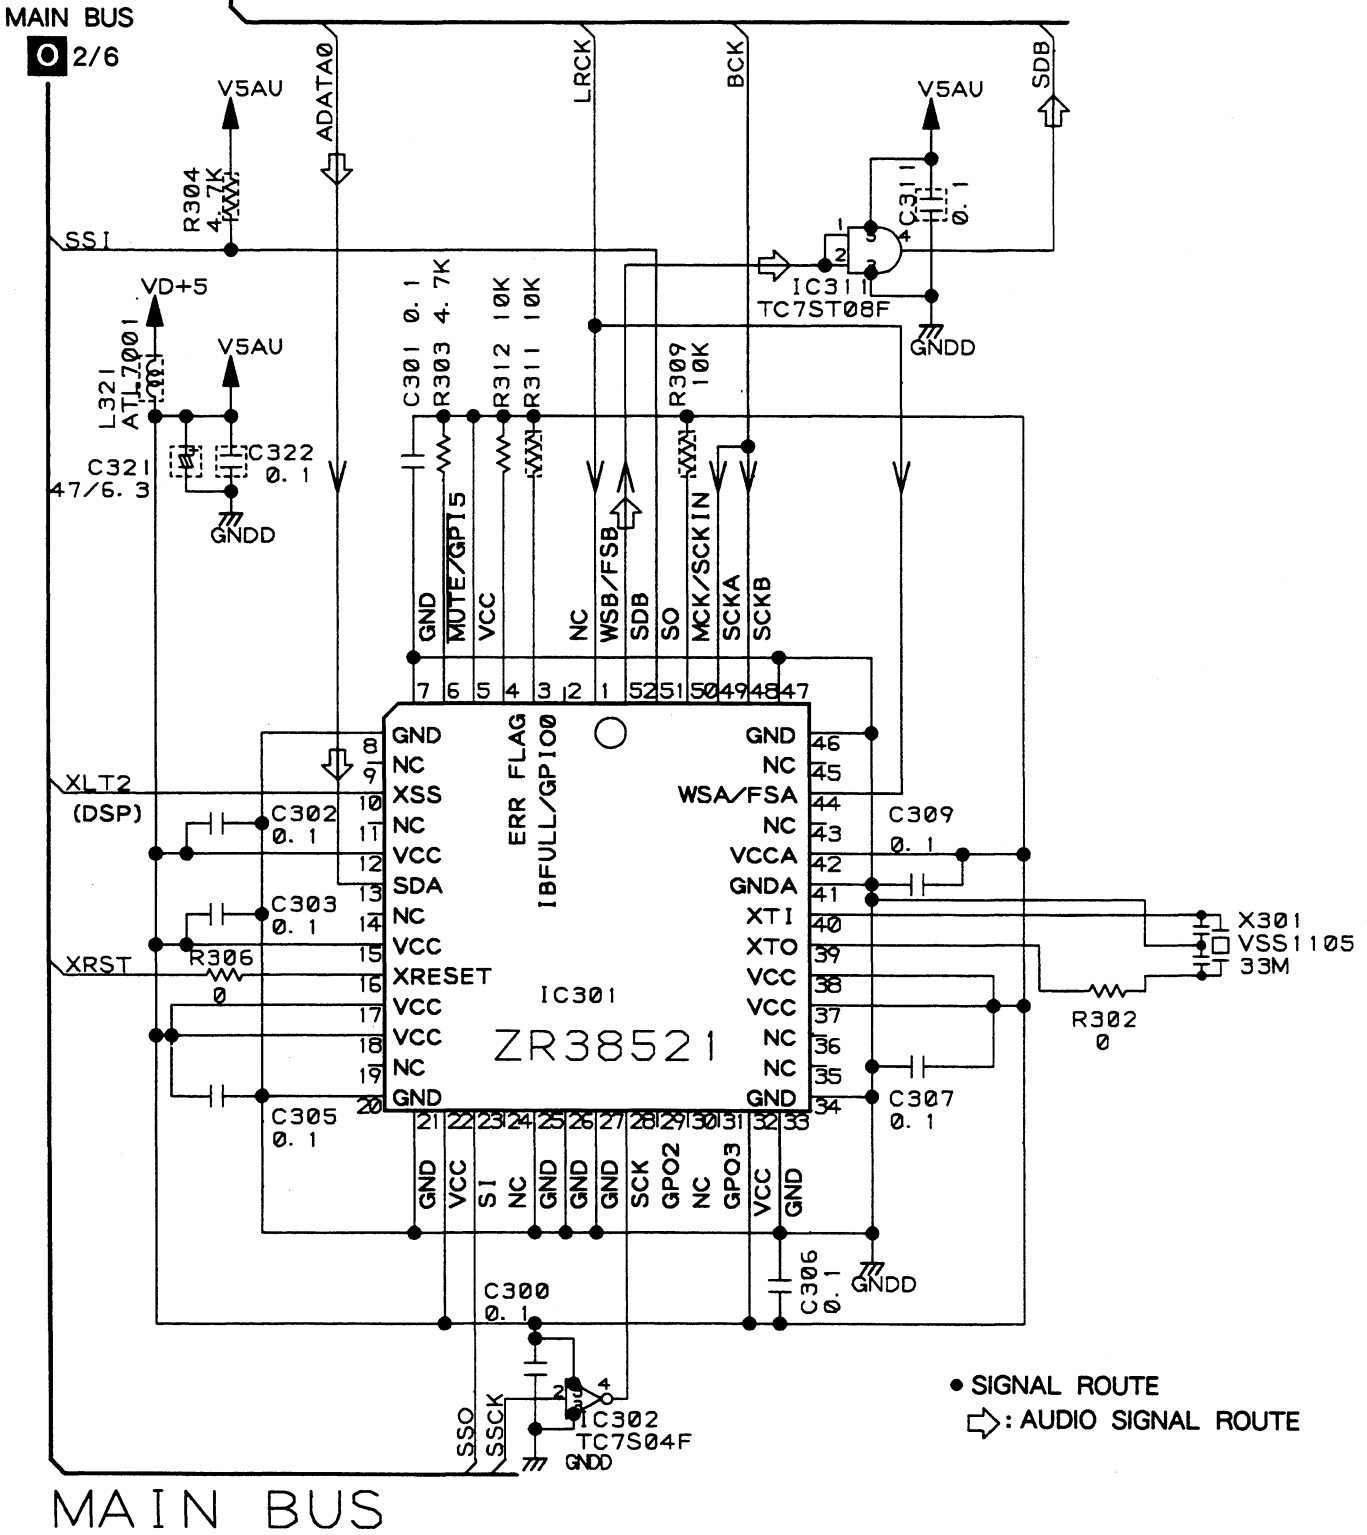 MAIN BUS
O 2/6
ADATA0
LRCK
BCK
SDB
V5AU
R304
4.7K
SSI
V5AU
C311
0.1
1
2
5
3
4
IC311
TC7ST08F
GNDD
VD+5
L321
ATL7001
V5AU
C321
47/6.3
C322
0.1
GNDD
C301 0.1
R303 4.7K
R312 10K
R311 10K
R309
10K
GND
MUTE/GPI5
VCC
NC
WSB/FSB
SDB
SO
MCK/SCKIN
SCKA
SCKB
7 6 5 4 3 2 1 52 51 50 49 48 47
ERR FLAG
IBFULL/GPIO0
8 GND
9 NC
10 XSS
11 NC
12 VCC
13 SDA
14 NC
15 VCC
16 XRESET
17 VCC
18 VCC
19 NC
20 GND
GND 46
NC 45
WSA/FSA 44
NC 43
VCCA 42
GNDA 41
XTI 40
XTO 39
VCC 38
VCC 37
NC 36
NC 35
GND 34
IC301
ZR38521
XLT2
(DSP)
C302
0.1
C303
0.1
XRST
R306
0
C305
0.1
C309
0.1
X301
VSS1105
33M
R302
0
C307
0.1
21 22 23 24 25 26 27 28 29 30 31 32 33
GND
VCC
SI
NC
GND
GND
GND
SCK
GPO2
NC
GPO3
VCC
GND
C306
0.1
GNDD
C300
0.1
2
5
3
4
IC302
TC7S04F
GNDD
SSO
SSCK
● SIGNAL ROUTE
: AUDIO SIGNAL ROUTE
MAIN BUS